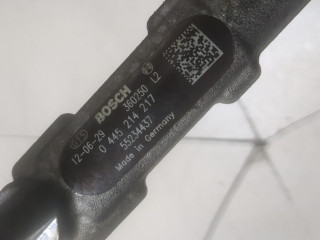 BOSCH
360250 L2
12-06-29
0 445 214 217
55234437
Made in Germany